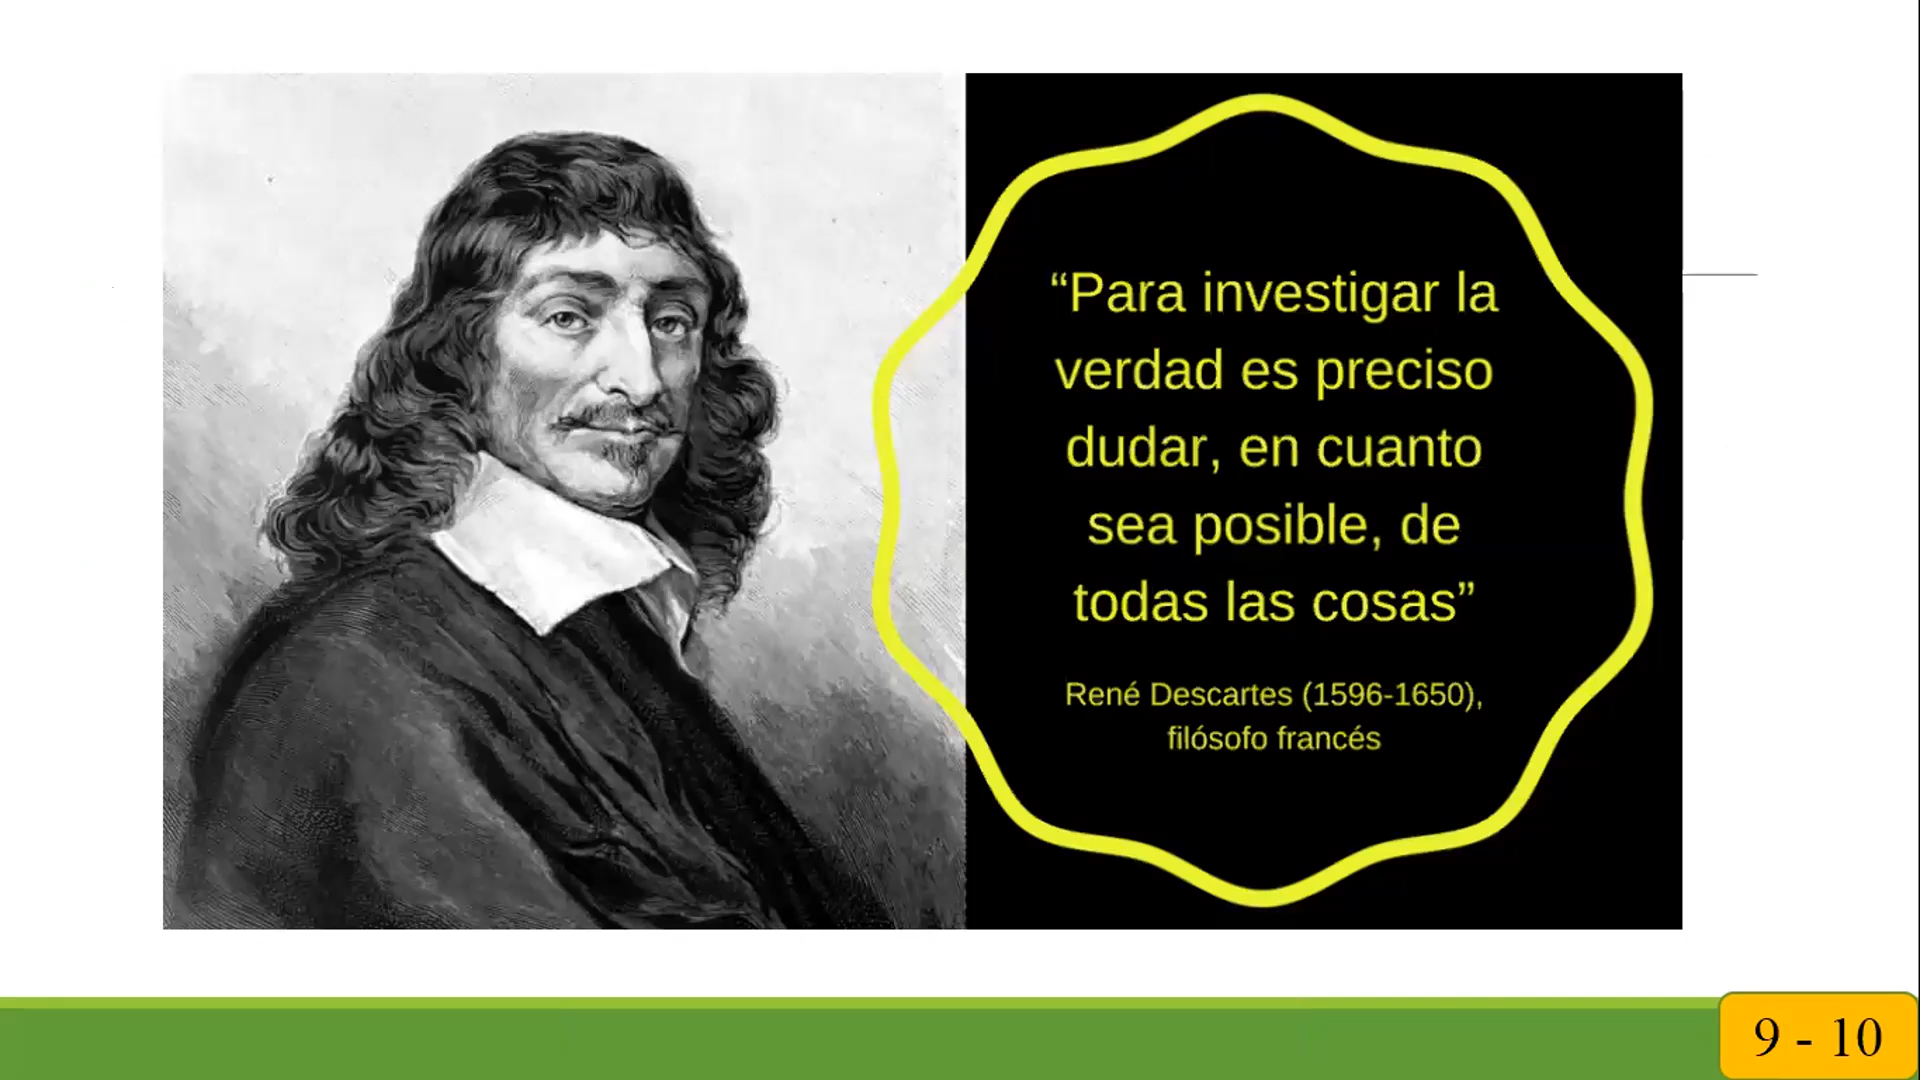 “Para investigar la
verdad es preciso
dudar, en cuanto
sea posible, de
todas las cosas”
René Descartes (1596-1650),
filósofo francés
9 - 10